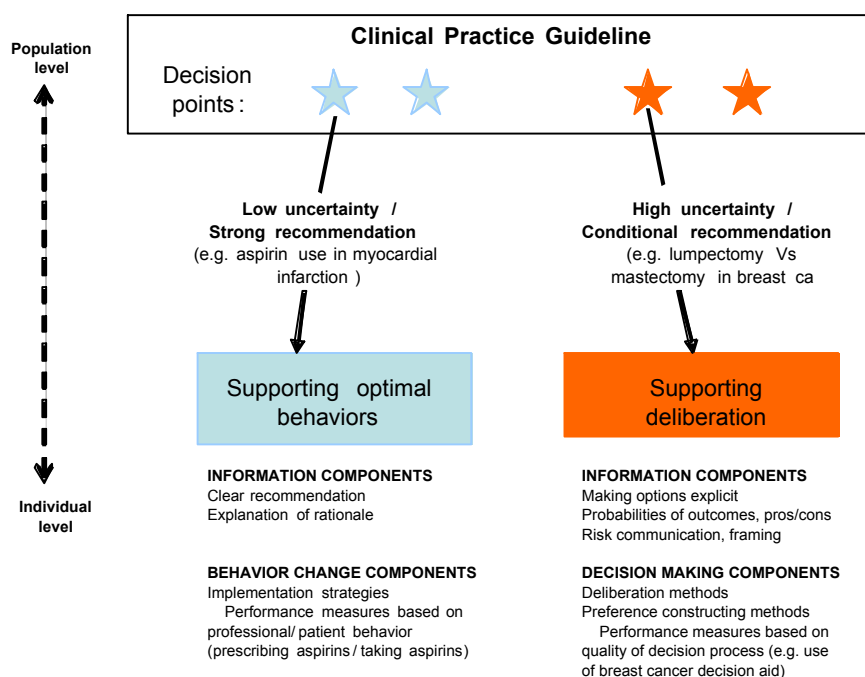 Clinical Practice Guideline
Population
level
Decision
points:
Low uncertainty /
Strong recommendation
(e.g. aspirin use in myocardial
infarction )
High uncertainty /
Conditional recommendation
(e.g. lumpectomy Vs
mastectomy in breast ca
Supporting optimal
behaviors
Supporting
deliberation
Individual
level
INFORMATION COMPONENTS
Clear recommendation
Explanation of rationale
BEHAVIOR CHANGE COMPONENTS
Implementation strategies
Performance measures based on
professional/ patient behavior
(prescribing aspirins / taking aspirins)
INFORMATION COMPONENTS
Making options explicit
Probabilities of outcomes, pros/cons
Risk communication, framing
DECISION MAKING COMPONENTS
Deliberation methods
Preference constructing methods
Performance measures based on
quality of decision process (e.g. use
of breast cancer decision aid)